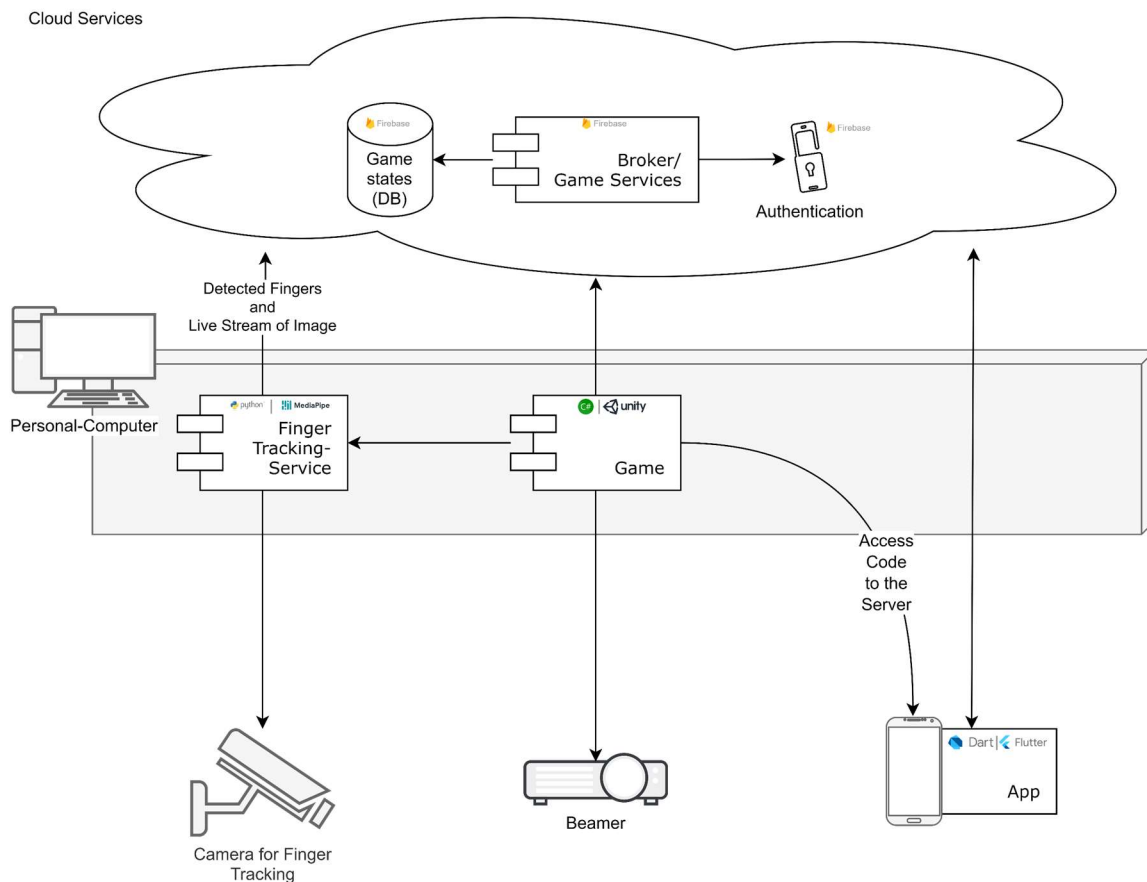 Cloud Services
Firebase
Game
states
(DB)
Firebase
Broker/
Game Services
Firebase
Authentication
Detected Fingers
and
Live Stream of Image
Personal-Computer
python | MediaPipe
Finger
Tracking-
Service
C# | unity
Game
Access
Code
to the
Server
Camera for Finger
Tracking
Beamer
Dart | Flutter
App